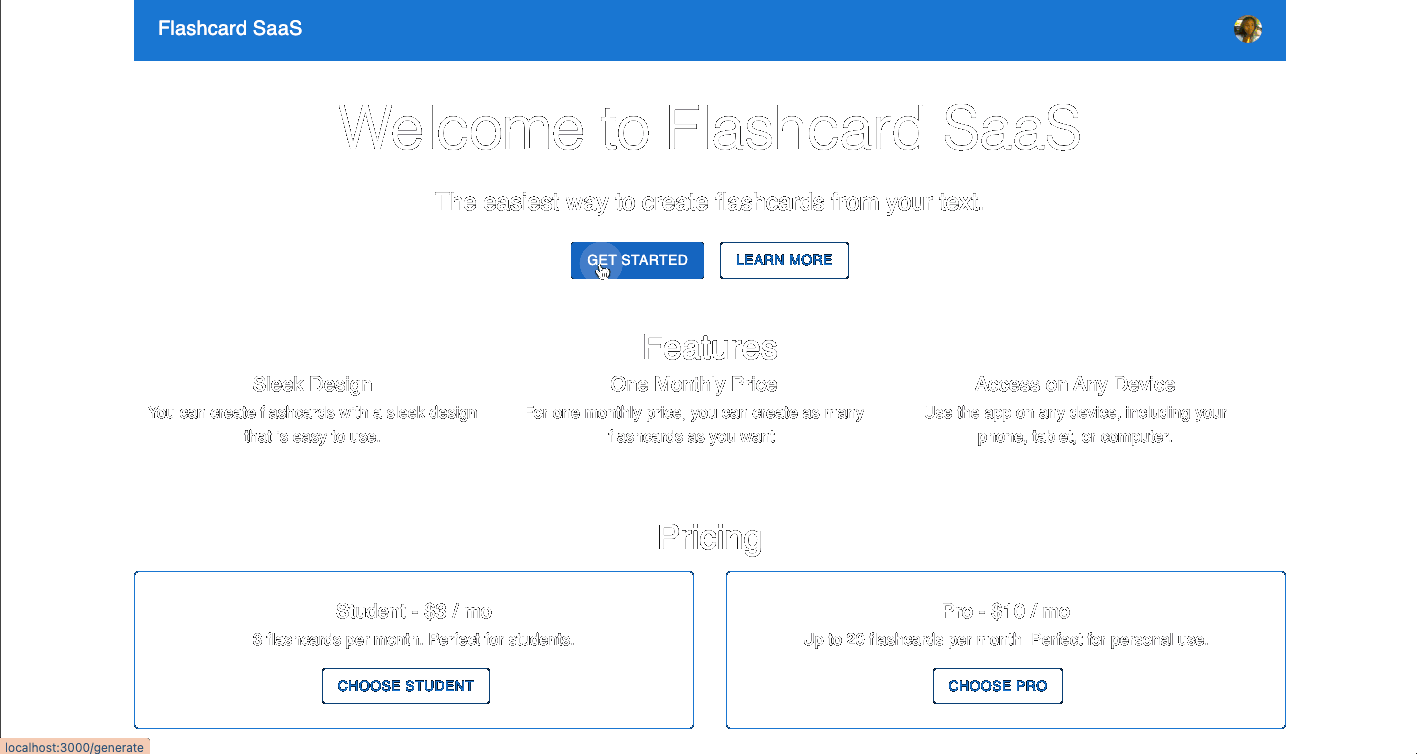 Flashcard SaaS
Welcome to Flashcard SaaS
The easiest way to create flashcards from your text.
GET STARTED
LEARN MORE
Features
Sleek Design
You can create flashcards with a sleek design
that is easy to use.
One Monthly Price
For one monthly price, you can create as many
flashcards as you want
Access on Any Device
Use the app on any device, including your
phone, tablet, or computer.
Pricing
Student - $3 / mo
flashcards per month. Perfect for students.
CHOOSE STUDENT
Pro - $10 / mo
Up to 20 flashcards per month. Perfect for personal use.
CHOOSE PRO
localhost:3000/generate